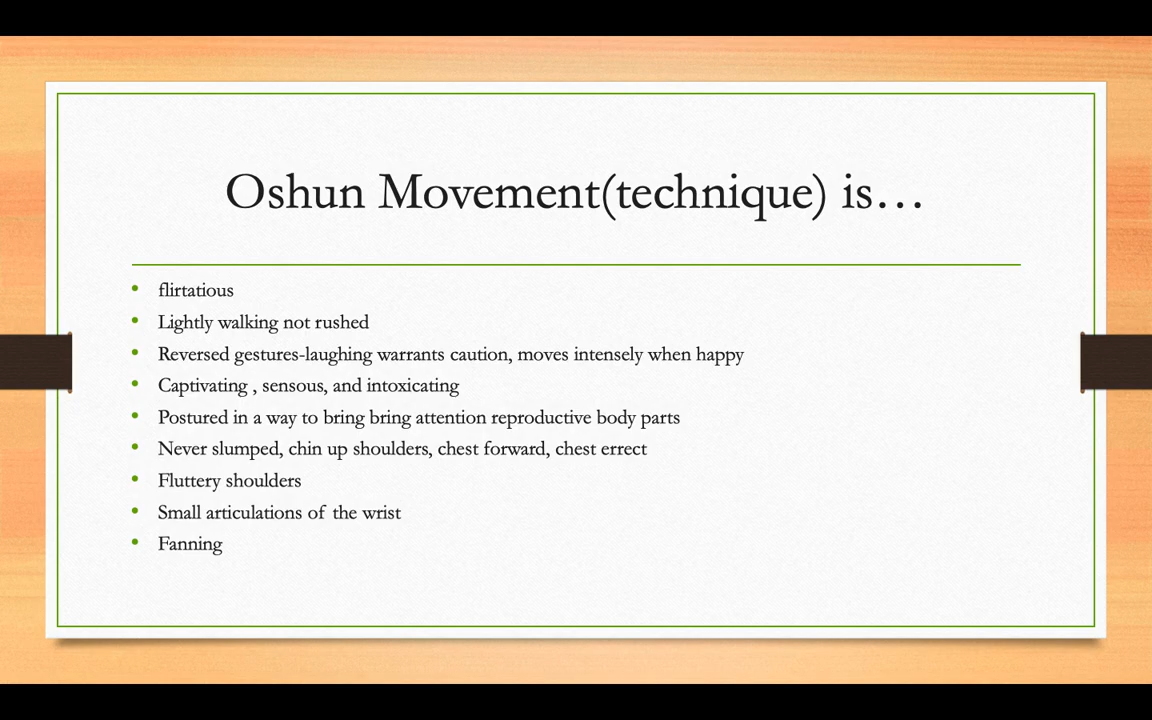 Oshun Movement(technique) is…
flirtatious
Lightly walking not rushed
Reversed gestures-laughing warrants caution, moves intensely when happy
Captivating , sensous, and intoxicating
Postured in a way to bring bring attention reproductive body parts
Never slumped, chin up shoulders, chest forward, chest errect
Fluttery shoulders
Small articulations of the wrist
Fanning